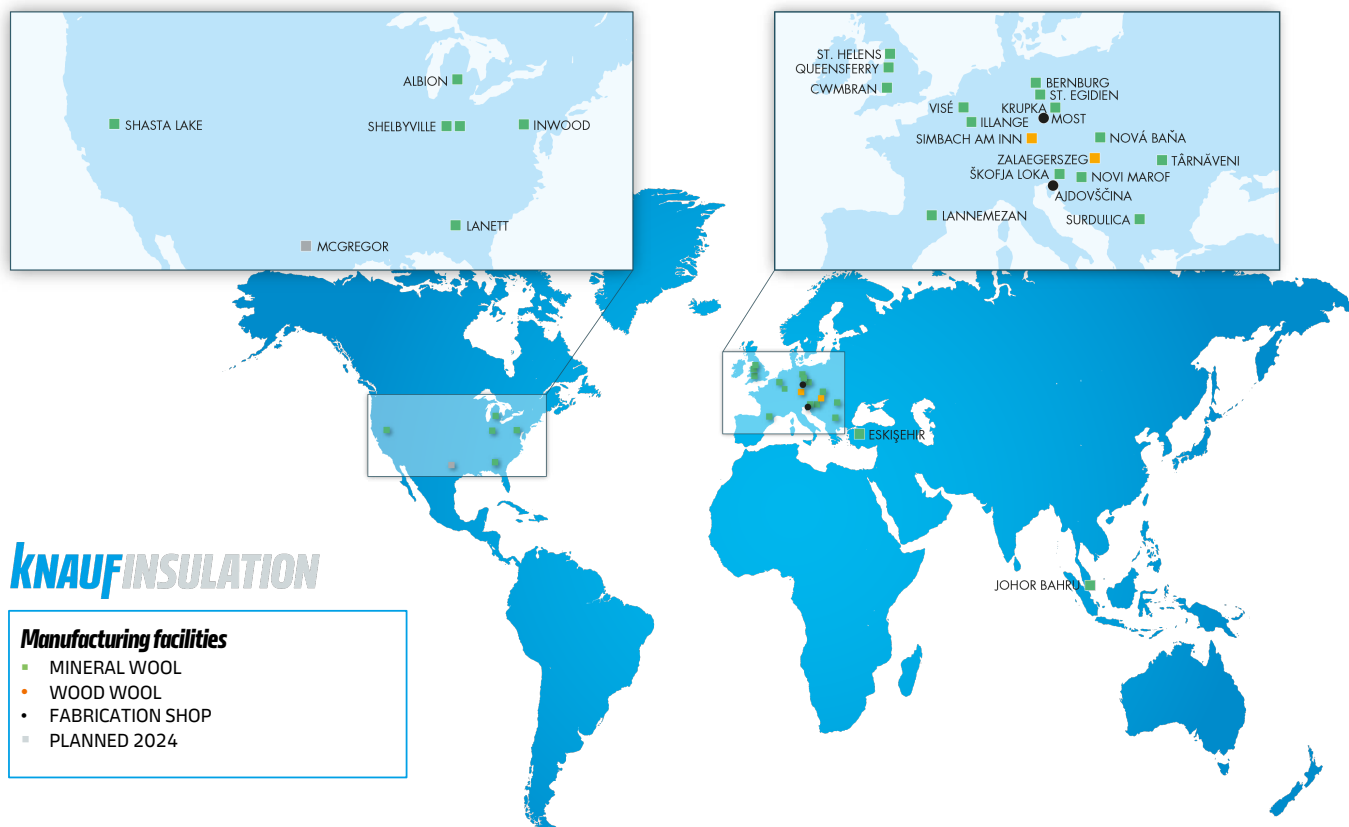 ALBION
SHASTA LAKE
SHELBYVILLE
INWOOD
LANETT
MCGREGOR
ST. HELENS
QUEENSFERRY
CWMBRAN
BERNBURG
ST. EGIDIEN
VISÉ
KRUPKA
ILLANGE
MOST
SIMBACH AM INN
NOVÁ BAŇA
ZALAEGERSZEG
TÂRNĂVENI
ŠKOFJA LOKA
NOVI MAROF
AJDOVŠČINA
LANNEMEZAN
SURDULICA
ESKIŞEHİR
JOHOR BAHRU
KNAUFINSULATION
Manufacturing facilities
MINERAL WOOL
WOOD WOOL
FABRICATION SHOP
PLANNED 2024